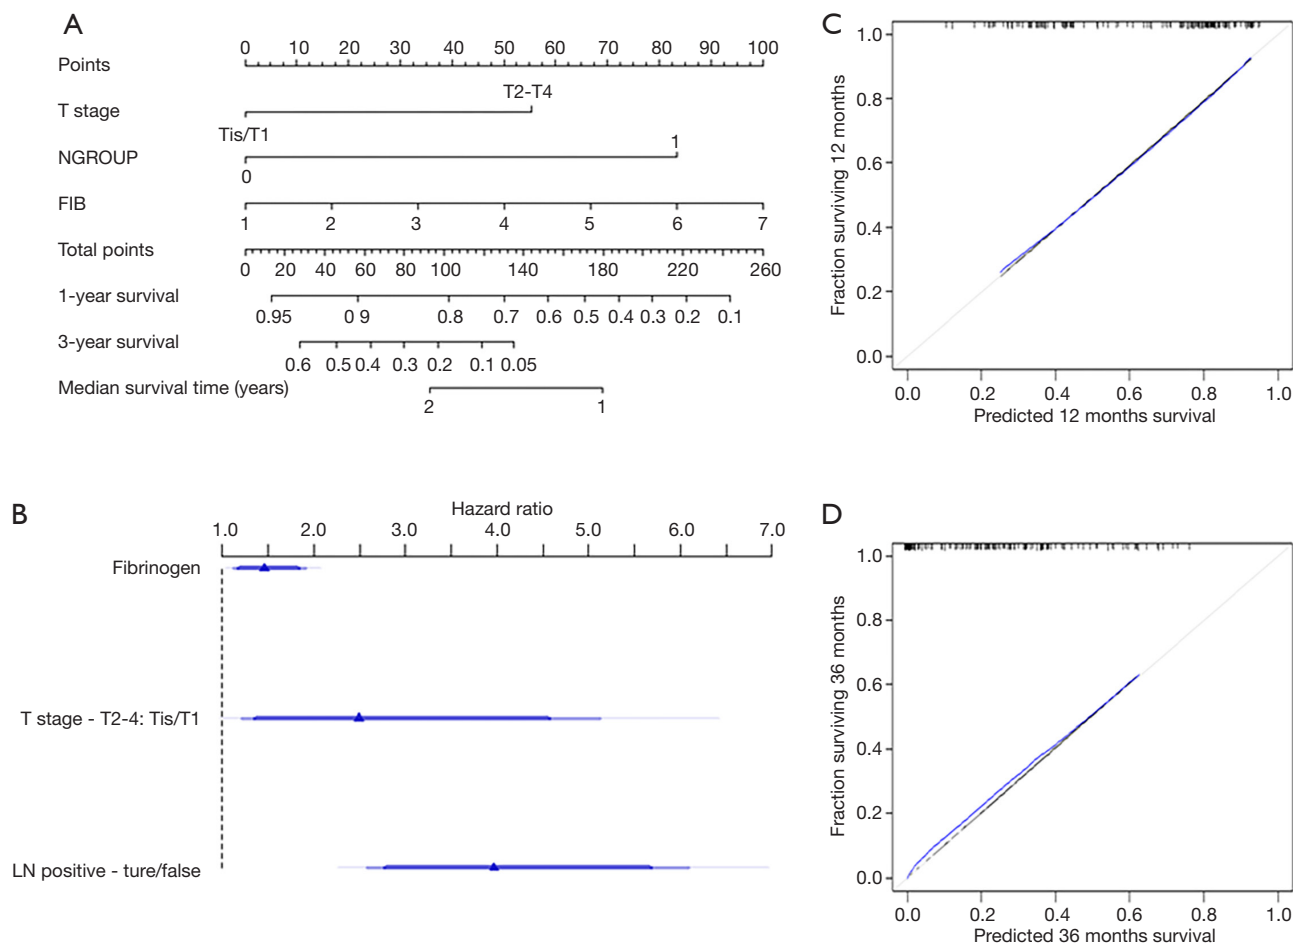 A
0 10 20 30 40 50 60 70 80 90 100
Points
T2-T4
T stage
Tis/T1
1
NGROUP
0
FIB
1 2 3 4 5 6 7
Total points
0 20 40 60 80 100 140 180 220 260
1-year survival
0.95 0 9 0.8 0.7 0.6 0.5 0.4 0.3 0.2 0.1
3-year survival
0.6 0.5 0.4 0.3 0.2 0.1 0.05
Median survival time (years)
2 1
B
Hazard ratio
1.0 2.0 3.0 4.0 5.0 6.0 7.0
Fibrinogen
T stage - T2-4: Tis/T1
LN positive - ture/false
C
Fraction surviving 12 months
1.0
0.8
0.6
0.4
0.2
0.0
0.0 0.2 0.4 0.6 0.8 1.0
Predicted 12 months survival
D
Fraction surviving 36 months
1.0
0.8
0.6
0.4
0.2
0.0
0.0 0.2 0.4 0.6 0.8 1.0
Predicted 36 months survival